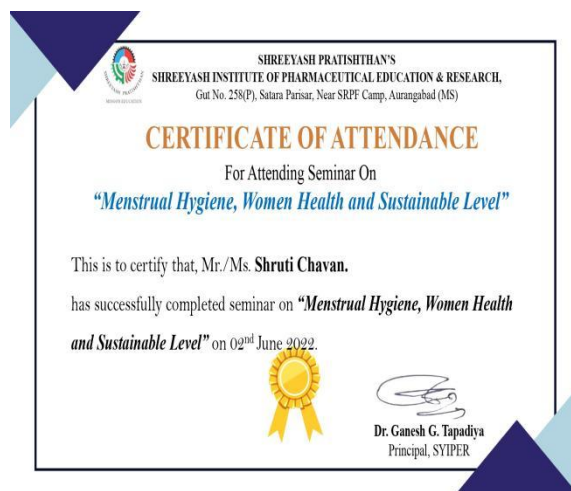 SHREEYASH PRATISHTHAN'S
SHREEYASH INSTITUTE OF PHARMACEUTICAL EDUCATION & RESEARCH,
Gut No. 258(P), Satara Parisar, Near SRPF Camp, Aurangabad (MS)
CERTIFICATE OF ATTENDANCE
For Attending Seminar On
“Menstrual Hygiene, Women Health and Sustainable Level”
This is to certify that, Mr./Ms. Shruti Chavan.
has successfully completed seminar on “Menstrual Hygiene, Women Health
and Sustainable Level” on 02nd June 2022.
Dr. Ganesh G. Tapadiya
Principal, SYIPER